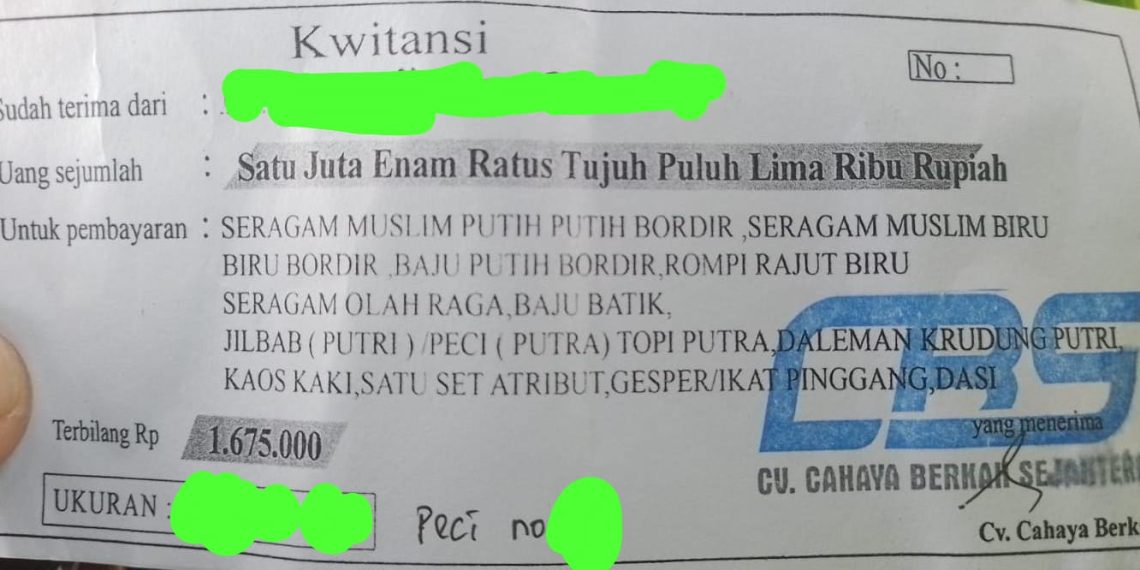 Kwitansi
No :
Sudah terima dari :
Uang sejumlah : Satu Juta Enam Ratus Tujuh Puluh Lima Ribu Rupiah
Untuk pembayaran : SERAGAM MUSLIM PUTIH PUTIH BORDIR ,SERAGAM MUSLIM BIRU
BIRU BORDIR ,BAJU PUTIH BORDIR,ROMPI RAJUT BIRU
SERAGAM OLAH RAGA,BAJU BATIK,
JILBAB ( PUTRI ) /PECI ( PUTRA) TOPI PUTRA,DALEMAN KRUDUNG PUTRI,
KAOS KAKI,SATU SET ATRIBUT,GESPER/IKAT PINGGANG,DASI
CBS
Terbilang Rp 1.675.000
yang menerima
CV. CAHAYA BERKAH SEJAHTERA
UKURAN :
Peci no
Cv. Cahaya Berk